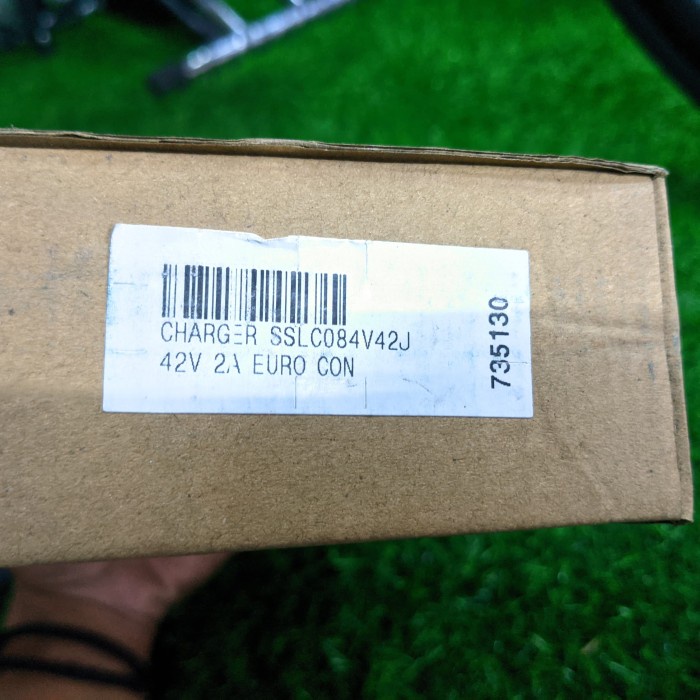 CHARGER SSLC084V42J
42V 2A EURO CON
735130